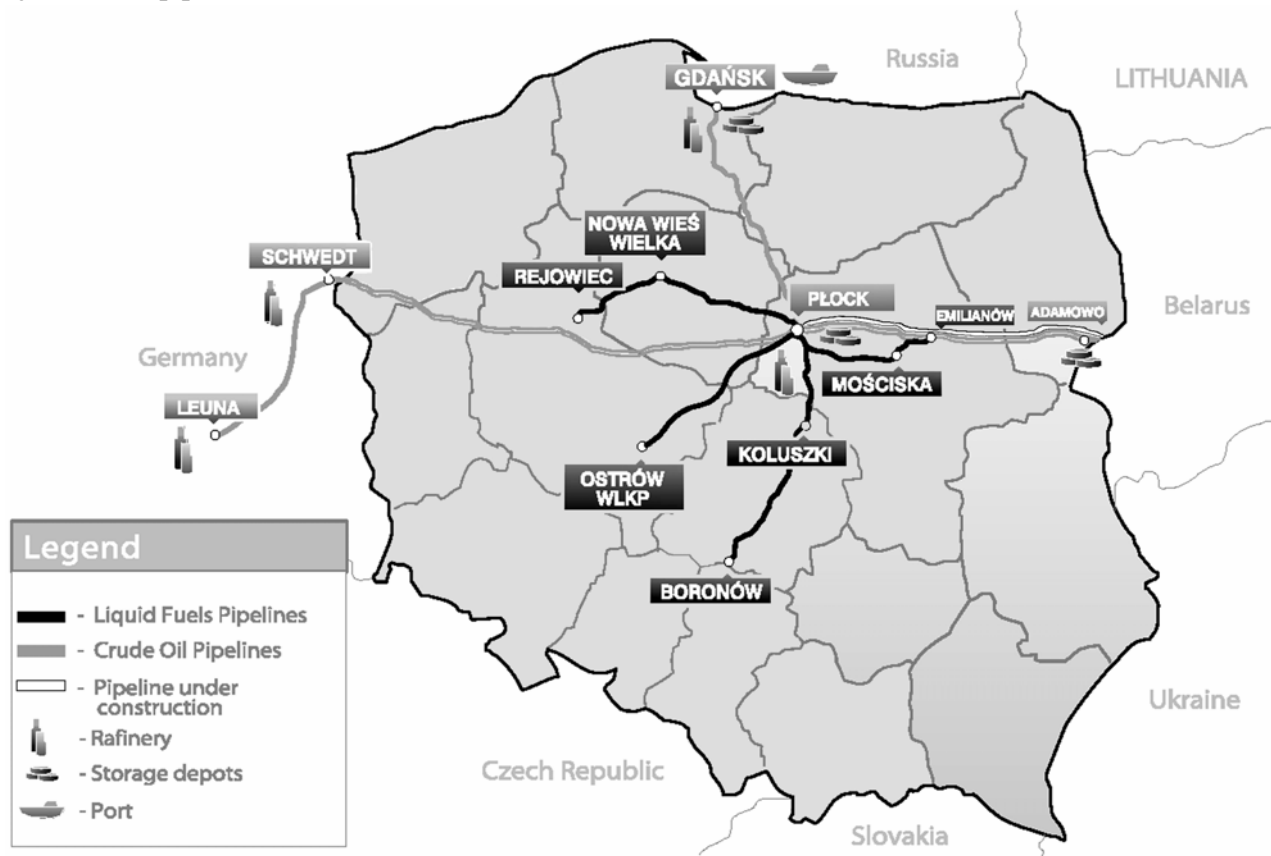 Russia
LITHUANIA
GDAŃSK
NOWA WIEŚ
WIELKA
SCHWEDT
REJOWIEC
PŁOCK
EMILIANÓW
ADAMOWO
Belarus
Germany
MOŚCISKA
LEUNA
KOLUSZKI
OSTRÓW
WLKP
BORONÓW
Legend
- Liquid Fuels Pipelines
- Crude Oil Pipelines
- Pipeline under
construction
- Rafinery
- Storage depots
- Port
Ukraine
Czech Republic
Slovakia